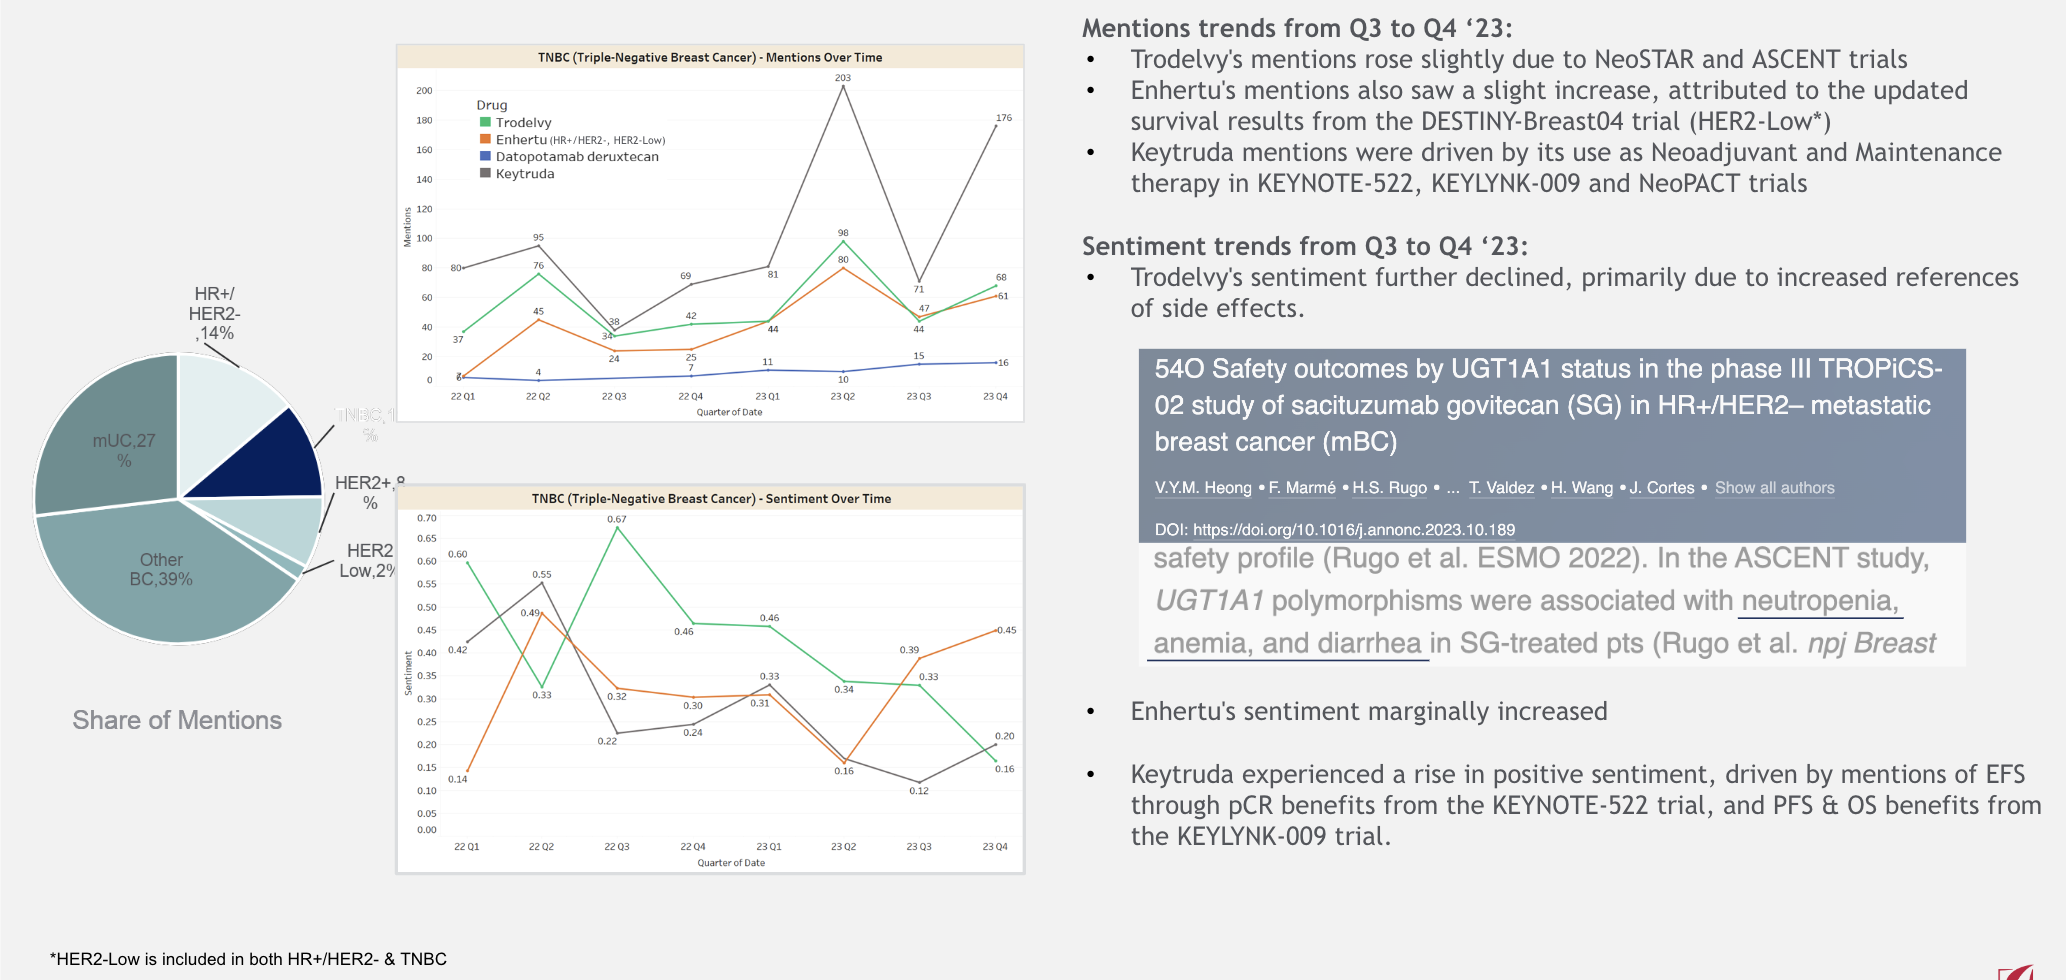 HR+/
HER2-
,14%
TNBC,1
%
HER2+,8
%
HER2
Low,2%
Other
BC,39%
mUC,27
%
Share of Mentions
TNBC (Triple-Negative Breast Cancer) - Mentions Over Time
Drug
Trodelvy
Enhertu (HR+/HER2-, HER2-Low)
Datopotamab deruxtecan
Keytruda
Mentions
200
180
160
140
120
100
80
60
40
20
0
80 95 38 69 81 203 71 176
37 76 34 42 44 98 44 68
45 24 25 44 80 47 61
6 4 7 11 10 15 16
22 Q1 22 Q2 22 Q3 22 Q4 23 Q1 23 Q2 23 Q3 23 Q4
Quarter of Date
TNBC (Triple-Negative Breast Cancer) - Sentiment Over Time
Sentiment
0.70
0.65
0.60
0.55
0.50
0.45
0.40
0.35
0.30
0.25
0.20
0.15
0.10
0.05
0.00
0.60 0.33 0.67 0.46 0.46 0.34 0.33 0.16
0.14 0.49 0.32 0.30 0.31 0.16 0.39 0.45
0.42 0.55 0.22 0.24 0.33 0.12 0.20
22 Q1 22 Q2 22 Q3 22 Q4 23 Q1 23 Q2 23 Q3 23 Q4
Quarter of Date
Mentions trends from Q3 to Q4 ‘23:
• Trodelvy's mentions rose slightly due to NeoSTAR and ASCENT trials
• Enhertu's mentions also saw a slight increase, attributed to the updated
survival results from the DESTINY-Breast04 trial (HER2-Low*)
• Keytruda mentions were driven by its use as Neoadjuvant and Maintenance
therapy in KEYNOTE-522, KEYLYNK-009 and NeoPACT trials
Sentiment trends from Q3 to Q4 ‘23:
• Trodelvy's sentiment further declined, primarily due to increased references
of side effects.
54O Safety outcomes by UGT1A1 status in the phase III TROPiCS-
02 study of sacituzumab govitecan (SG) in HR+/HER2– metastatic
breast cancer (mBC)
V.Y.M. Heong • F. Marmé • H.S. Rugo • ... T. Valdez • H. Wang • J. Cortes • Show all authors
DOI: https://doi.org/10.1016/j.annonc.2023.10.189
safety profile (Rugo et al. ESMO 2022). In the ASCENT study,
UGT1A1 polymorphisms were associated with neutropenia,
anemia, and diarrhea in SG-treated pts (Rugo et al. npj Breast
• Enhertu's sentiment marginally increased
• Keytruda experienced a rise in positive sentiment, driven by mentions of EFS
through pCR benefits from the KEYNOTE-522 trial, and PFS & OS benefits from
the KEYLYNK-009 trial.
*HER2-Low is included in both HR+/HER2- & TNBC